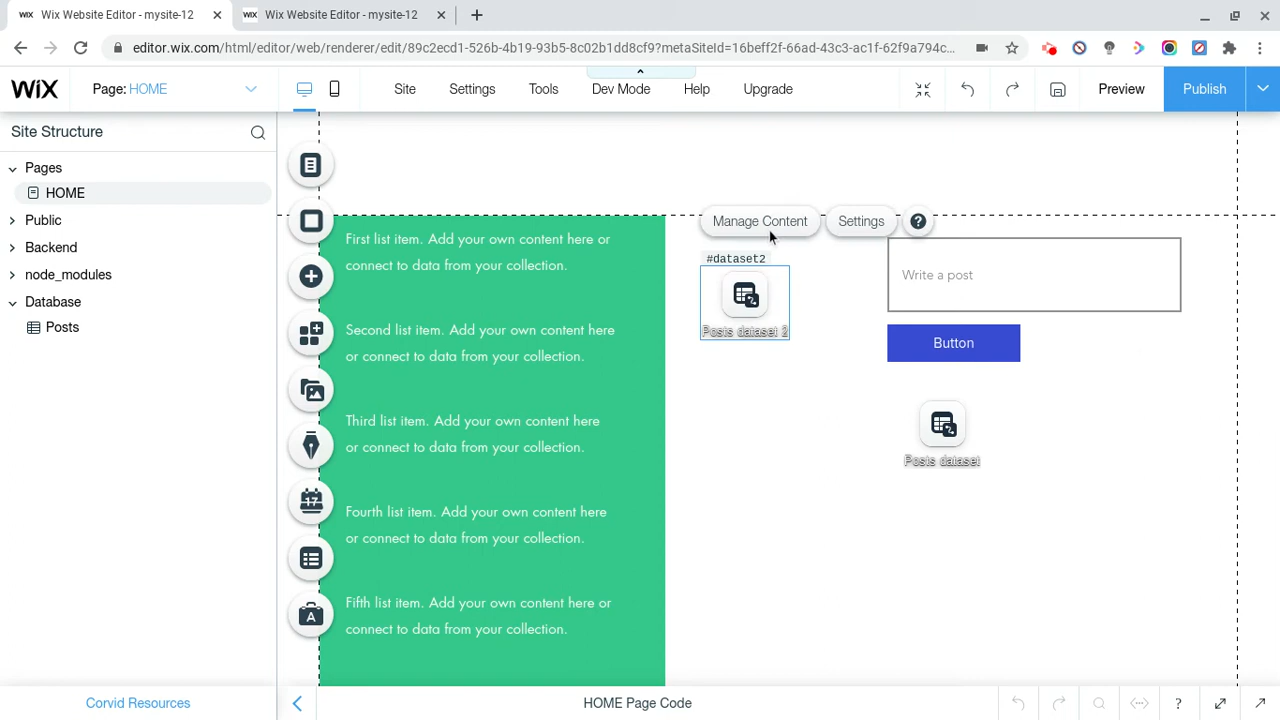 WIX Wix Website Editor - mysite-12
WIX Wix Website Editor - mysite-12
editor.wix.com/html/editor/web/renderer/edit/89c2ecd1-526b-4b19-93b5-8c02b1dd8cf9?metaSiteId=16beff2f-66ad-43c3-ac1f-62f9a794c...
WiX
Page: HOME
Site
Settings
Tools
Dev Mode
Help
Upgrade
Preview
Publish
Site Structure
Pages
HOME
Public
Backend
node_modules
Database
Posts
17
A
First list item. Add your own content here or
connect to data from your collection.
Second list item. Add your own content here
or connect to data from your collection.
Third list item. Add your own content here
or connect to data from your collection.
Fourth list item. Add your own content here
or connect to data from your collection.
Fifth list item. Add your own content here or
connect to data from your collection.
Manage Content
Settings
?
#dataset2
Posts dataset 2
Write a post
Button
Posts dataset
Corvid Resources
HOME Page Code
?